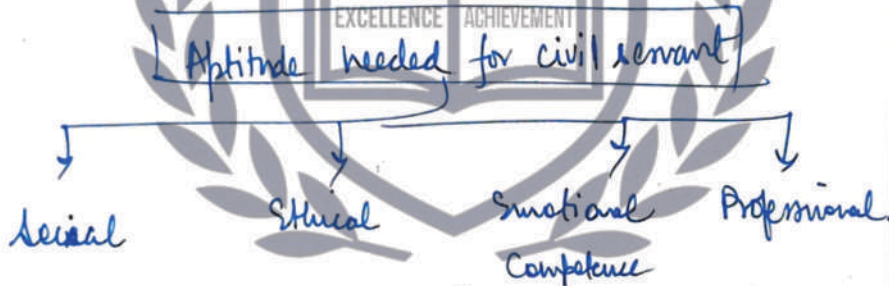 EXCELLENCE ACHIEVEMENT
Aptitude needed for civil servant
Social
Ethical
Emotional
Competence
Professional